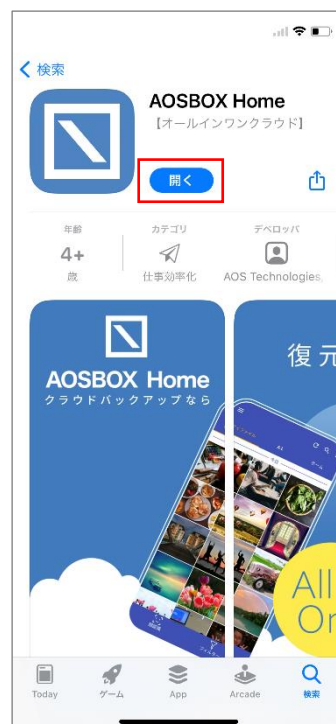 検索
AOSBOX Home
【オールインワンクラウド】
開く
年齢
カテゴリ
デベロッパ
4+
歳
仕事効率化
AOS Technologies,
AOSBOX Home
クラウドバックアップなら
復元
All
Today
ゲーム
App
Arcade
検索